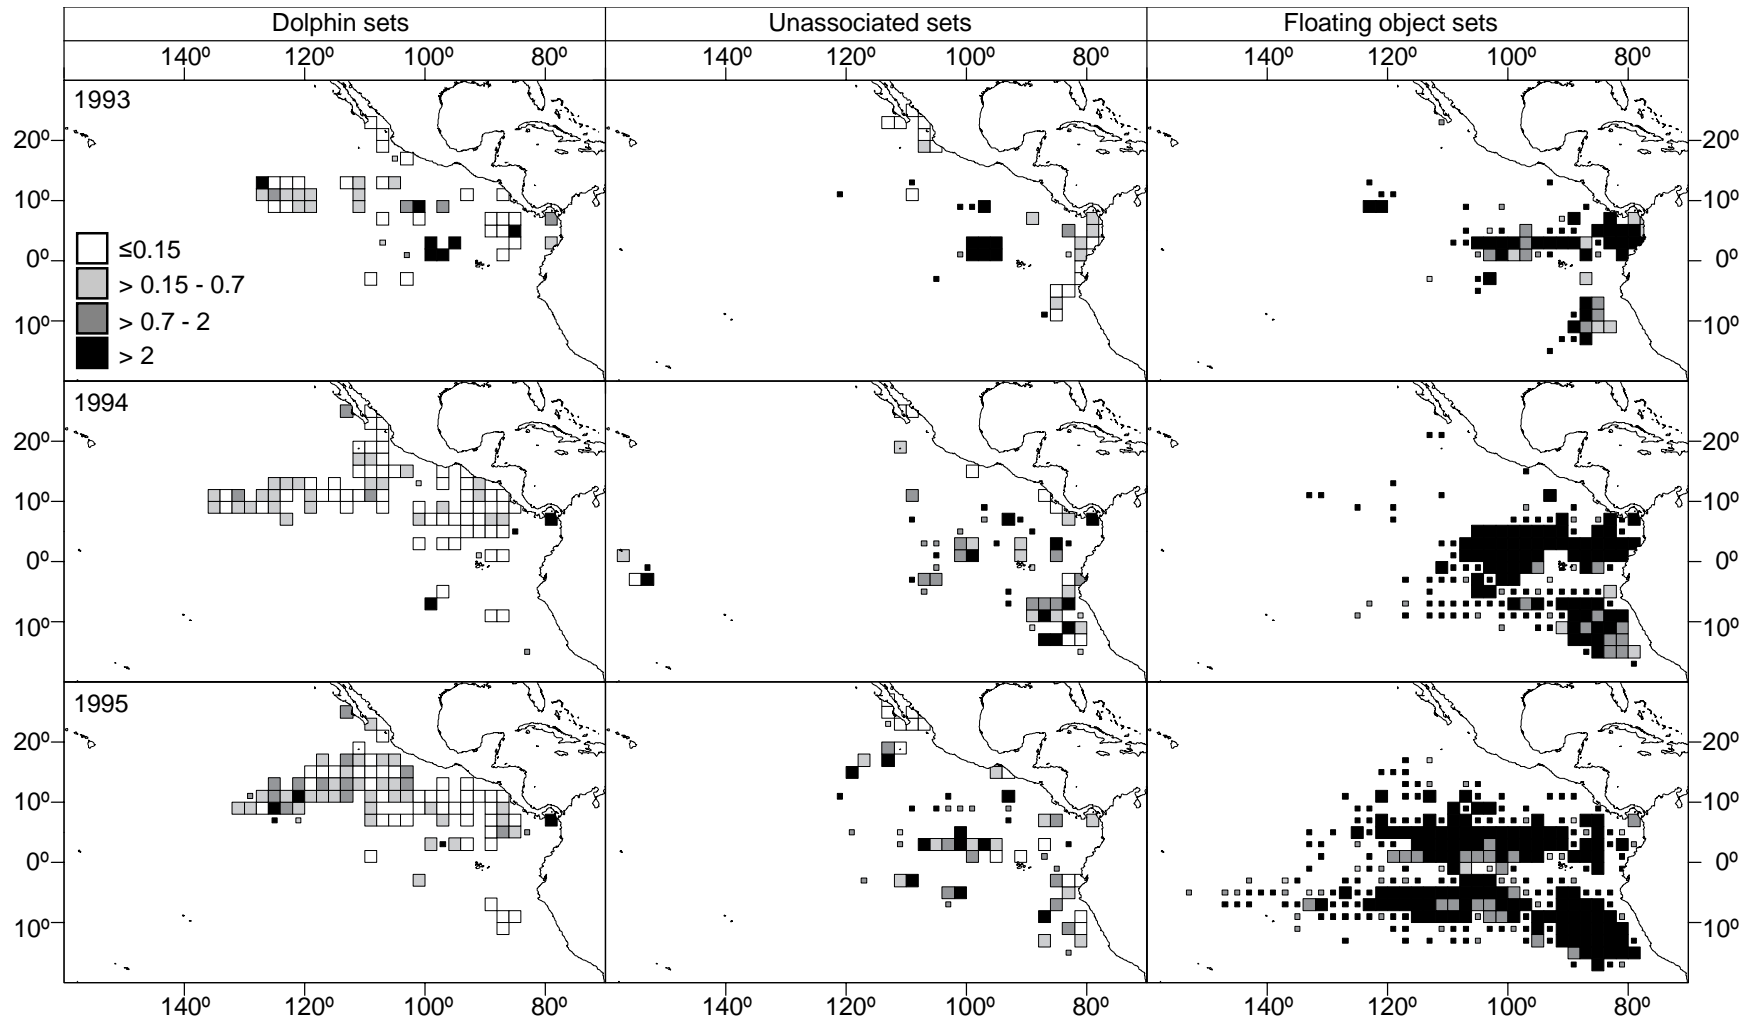 Dolphin sets Unassociated sets Floating object sets
140º 120º 100º 80º 140º 120º 100º 80º 140º 120º 100º 80º
1993
20º 20º
10º 10º
≤0.15
0º 0º
> 0.15 - 0.7
> 0.7 - 2
10º 10º
> 2
1994
20º 20º
10º 10º
0º 0º
10º 10º
1995
20º 20º
10º 10º
0º 0º
10º 10º
140º 120º 100º 80º 140º 120º 100º 80º 140º 120º 100º 80º